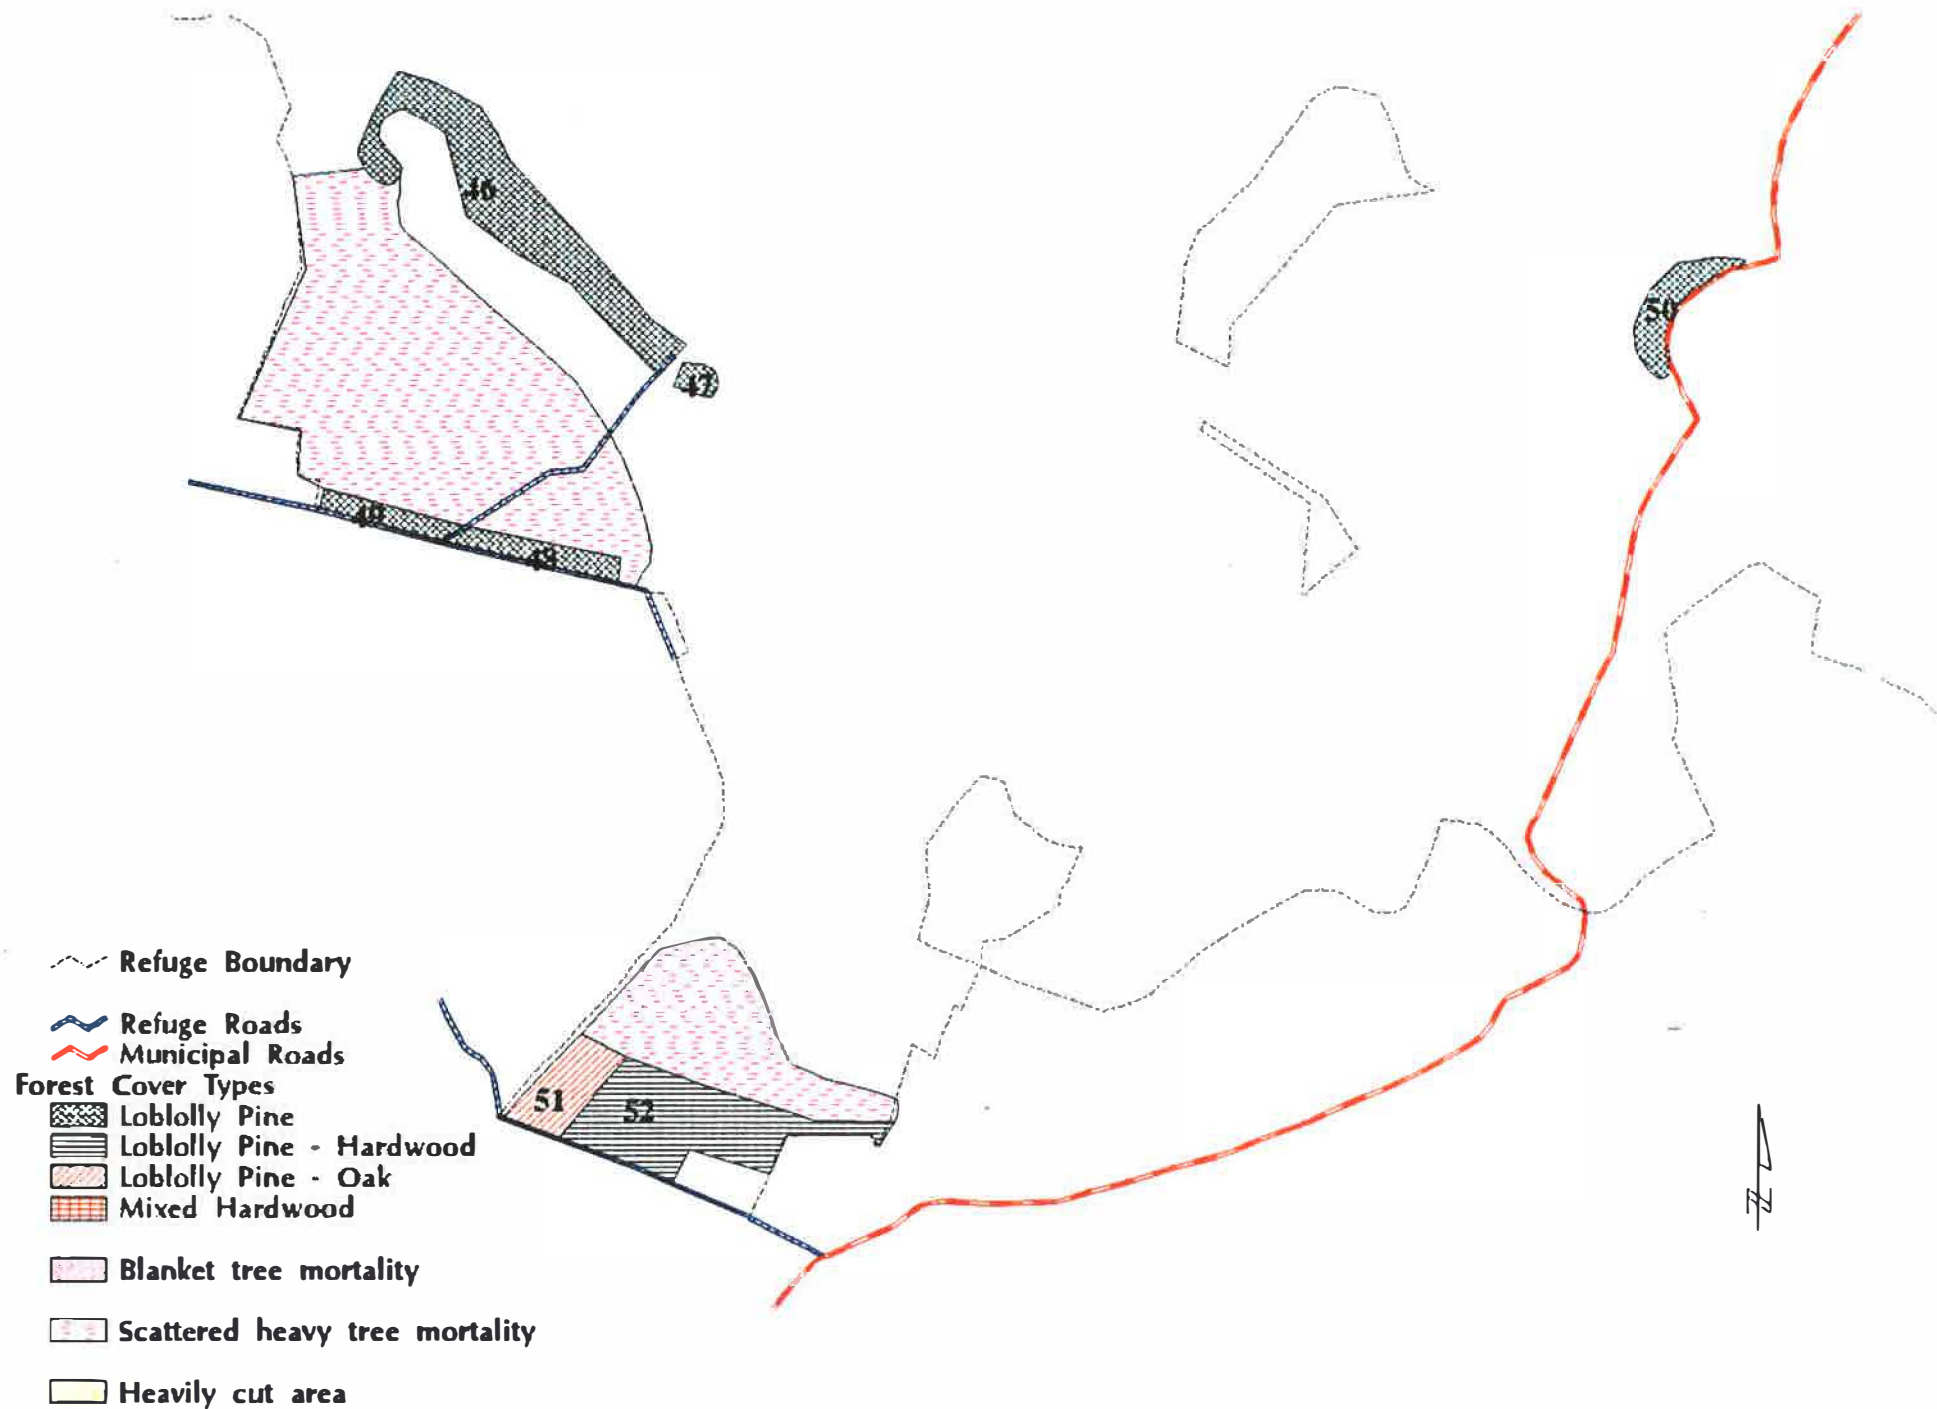 46
50
47
49
48
Refuge Boundary
Refuge Roads
Municipal Roads
Forest Cover Types
51
52
Loblolly Pine
Loblolly Pine - Hardwood
Loblolly Pine - Oak
Mixed Hardwood
Blanket tree mortality
Scattered heavy tree mortality
Heavily cut area